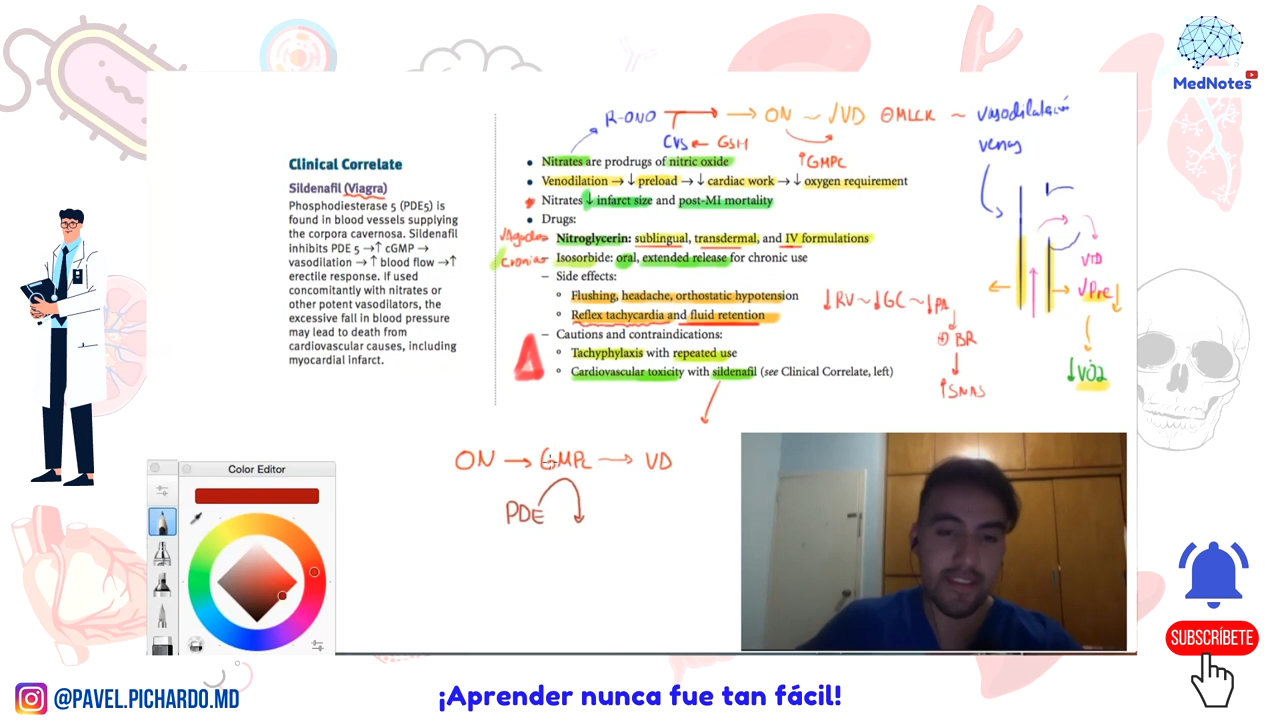 MedNotes
R-ONO → ON ~ ↓VD ⊖MLCK ~ vasodilatación
CVS ← GSH
↑GMPC
venas
Clinical Correlate
Sildenafil (Viagra)
Phosphodiesterase 5 (PDE5) is
found in blood vessels supplying
the corpora cavernosa. Sildenafil
inhibits PDE 5 →↑ cGMP →
vasodilation →↑ blood flow →↑
erectile response. If used
concomitantly with nitrates or
other potent vasodilators, the
excessive fall in blood pressure
may lead to death from
cardiovascular causes, including
myocardial infarct.
• Nitrates are prodrugs of nitric oxide
• Venodilation → ↓ preload → ↓ cardiac work → ↓ oxygen requirement
• Nitrates ↓ infarct size and post-MI mortality
• Drugs:
Agudos
Nitroglycerin: sublingual, transdermal, and IV formulations
Cronico
Isosorbide: oral, extended release for chronic use
– Side effects:
° Flushing, headache, orthostatic hypotension
° Reflex tachycardia and fluid retention
– Cautions and contraindications:
° Tachyphylaxis with repeated use
° Cardiovascular toxicity with sildenafil (see Clinical Correlate, left)
↓RV ~ ↓GC ~ ↓PA
⊕ BR
↑SNAS
VTD
↓Pre
↓VO2
ON → GMPc → VD
PDE
Color Editor
SUBSCRÍBETE
@PAVEL.PICHARDO.MD
¡Aprender nunca fue tan fácil!